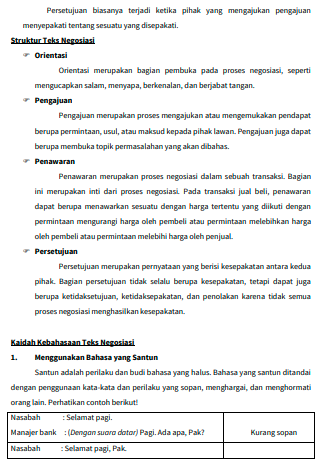 Persetujuan biasanya terjadi ketika pihak yang mengajukan pengajuan
menyepakati tentang sesuatu yang disepakati.
Struktur Teks Negosiasi
☞ Orientasi
Orientasi merupakan bagian pembuka pada proses negosiasi, seperti
mengucapkan salam, menyapa, berkenalan, dan berjabat tangan.
☞ Pengajuan
Pengajuan merupakan proses mengajukan atau mengemukakan pendapat
berupa permintaan, usul, atau maksud kepada pihak lawan. Pengajuan juga dapat
berupa membuka topik permasalahan yang akan dibahas.
☞ Penawaran
Penawaran merupakan proses negosiasi dalam sebuah transaksi. Bagian
ini merupakan inti dari proses negosiasi. Pada transaksi jual beli, penawaran
dapat berupa menawarkan sesuatu dengan harga tertentu yang diikuti dengan
permintaan mengurangi harga oleh pembeli atau permintaan melebihkan harga
oleh pembeli atau permintaan melebihi harga oleh penjual.
☞ Persetujuan
Persetujuan merupakan pernyataan yang berisi kesepakatan antara kedua
pihak. Bagian persetujuan tidak selalu berupa kesepakatan, tetapi dapat juga
berupa ketidaksetujuan, ketidaksepakatan, dan penolakan karena tidak semua
proses negosiasi menghasilkan kesepakatan.
Kaidah Kebahasaan Teks Negosiasi
1. Menggunakan Bahasa yang Santun
Santun adalah perilaku dan budi bahasa yang halus. Bahasa yang santun ditandai
dengan penggunaan kata-kata dan perilaku yang sopan, menghargai, dan menghormati
orang lain. Perhatikan contoh berikut!
Nasabah : Selamat pagi.
Manajer bank : (Dengan suara datar) Pagi. Ada apa, Pak? Kurang sopan
Nasabah : Selamat pagi, Pak.